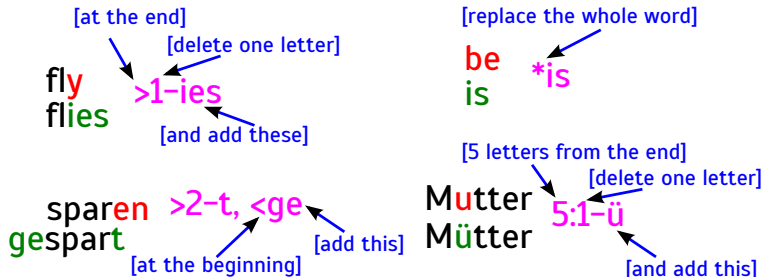 [at the end]
[delete one letter]
fly
flies
>1-ies
[and add these]
[replace the whole word]
be
is
*is
sparen
gespart
>2-t, <ge
[add this]
[at the beginning]
[5 letters from the end]
[delete one letter]
Mutter
Mütter
5:1-ü
[and add this]